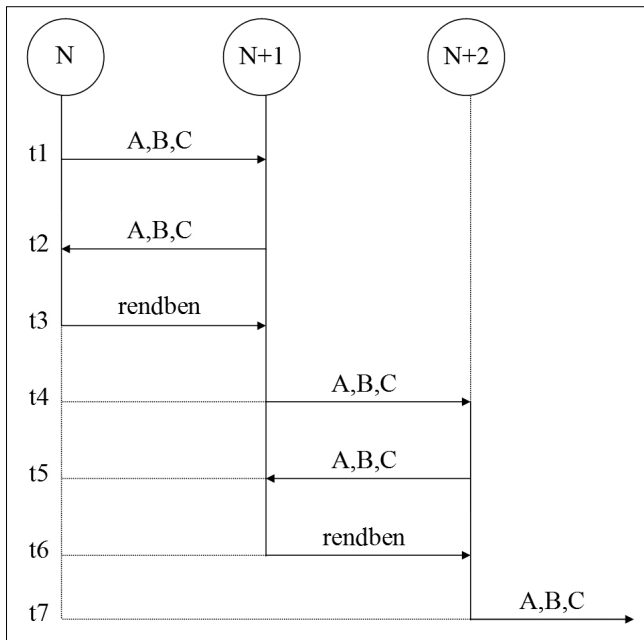 N N+1 N+2
t1 A,B,C
t2 A,B,C
t3 rendben
t4 A,B,C
t5 A,B,C
t6 rendben
t7 A,B,C